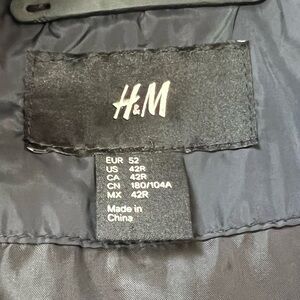 H&M
EUR 52
US 42R
CA 42R
CN 180/104A
MX 42R
Made in
China